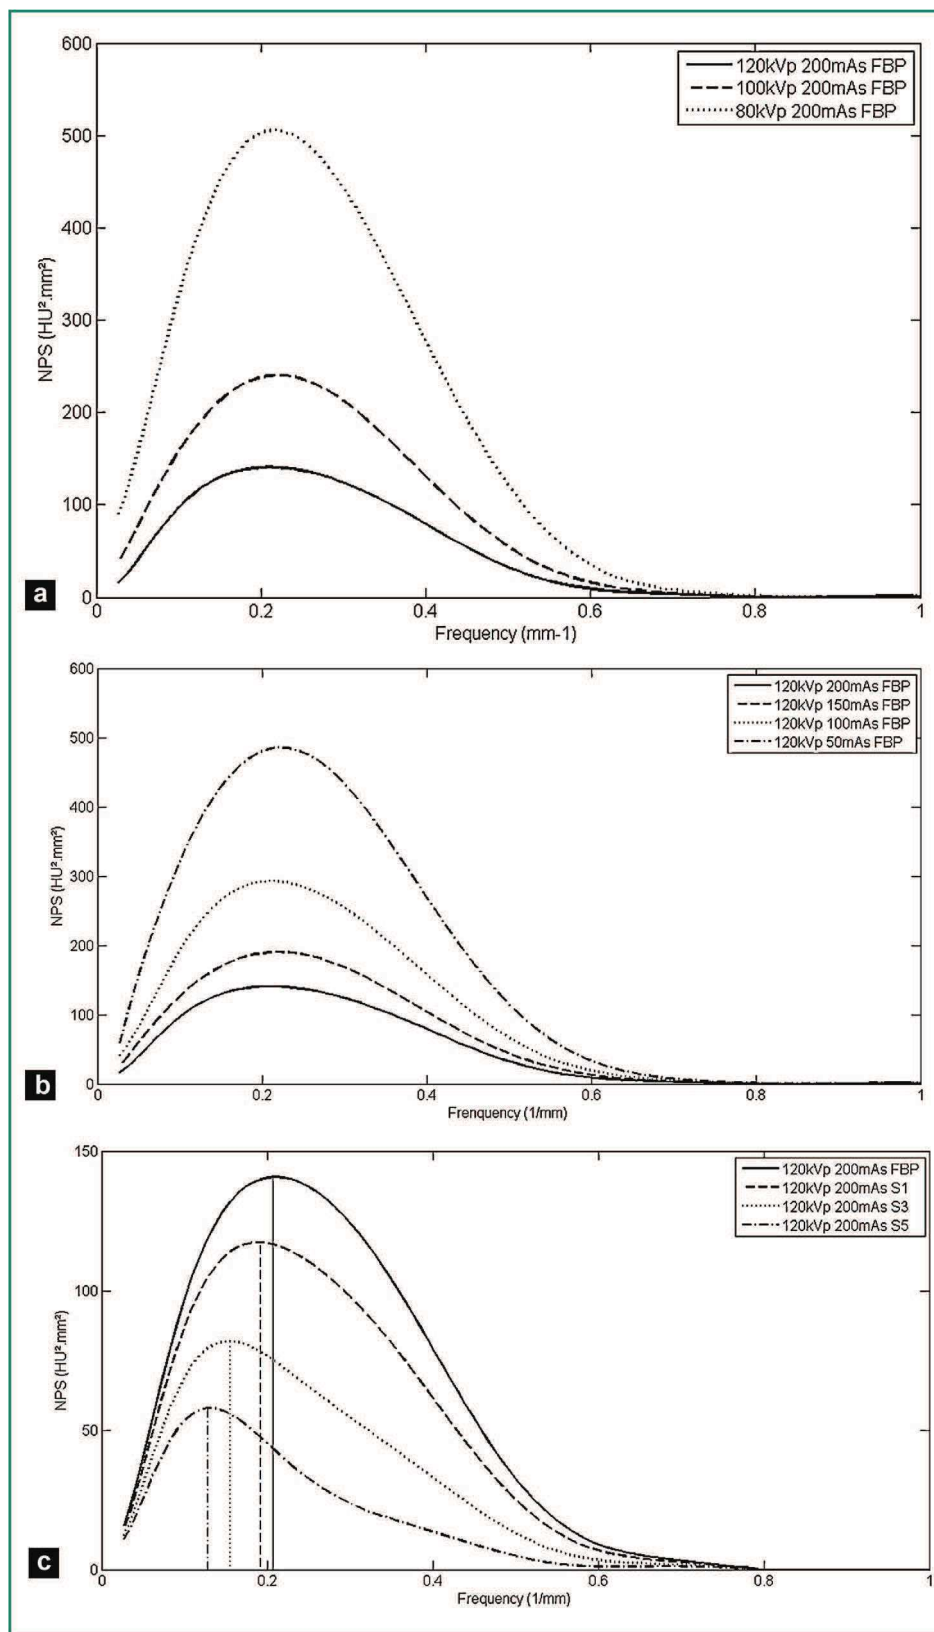 600
500
400
300
200
100
0
NPS (HU².mm²)
120kVp 200mAs FBP
100kVp 200mAs FBP
80kVp 200mAs FBP
a
0 0.2 0.4 0.6 0.8 1
Frequency (mm-1)
600
500
400
300
200
100
0
NPS (HU².mm²)
120kVp 200mAs FBP
120kVp 150mAs FBP
120kVp 100mAs FBP
120kVp 50mAs FBP
b
0 0.2 0.4 0.6 0.8 1
Frenquency (1/mm)
150
100
50
0
NPS (HU².mm²)
120kVp 200mAs FBP
120kVp 200mAs S1
120kVp 200mAs S3
120kVp 200mAs S5
c
0 0.2 0.4 0.6 0.8 1
Frequency (1/mm)